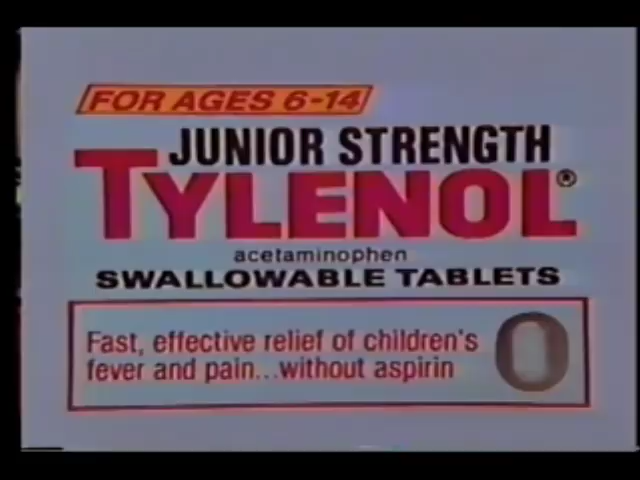 FOR AGES 6-14
JUNIOR STRENGTH
TYLENOL®
acetaminophen
SWALLOWABLE TABLETS
Fast, effective relief of children's
fever and pain...without aspirin